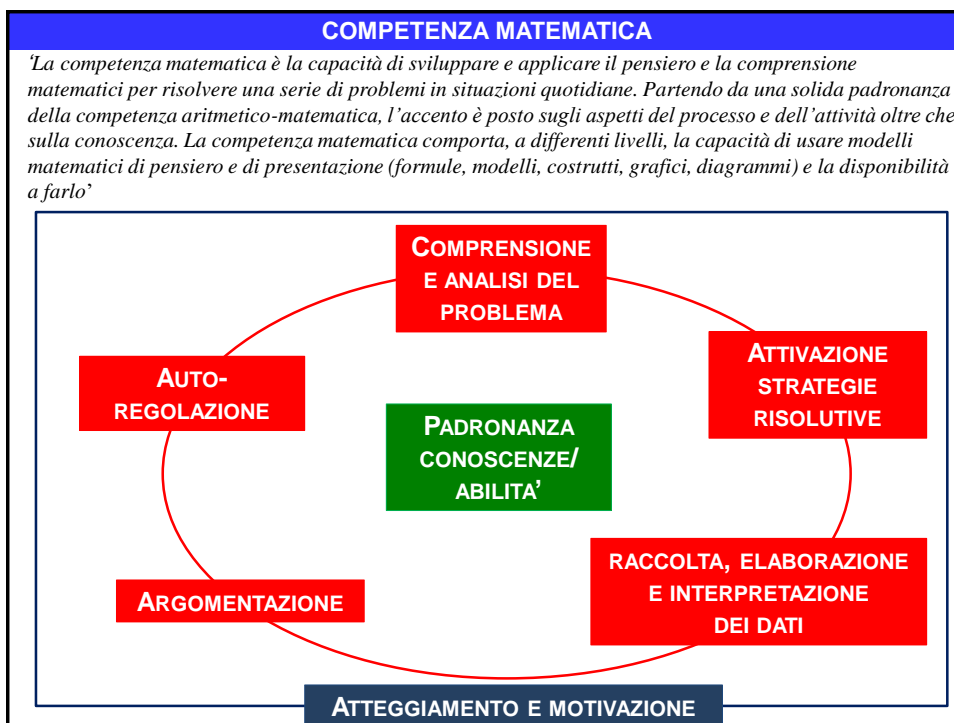 COMPETENZA MATEMATICA
‘La competenza matematica è la capacità di sviluppare e applicare il pensiero e la comprensione
matematici per risolvere una serie di problemi in situazioni quotidiane. Partendo da una solida padronanza
della competenza aritmetico-matematica, l’accento è posto sugli aspetti del processo e dell’attività oltre che
sulla conoscenza. La competenza matematica comporta, a differenti livelli, la capacità di usare modelli
matematici di pensiero e di presentazione (formule, modelli, costrutti, grafici, diagrammi) e la disponibilità
a farlo’
COMPRENSIONE
E ANALISI DEL
PROBLEMA
ATTIVAZIONE
STRATEGIE
RISOLUTIVE
AUTO-
REGOLAZIONE
PADRONANZA
CONOSCENZE/
ABILITA’
RACCOLTA, ELABORAZIONE
E INTERPRETAZIONE
DEI DATI
ARGOMENTAZIONE
ATTEGGIAMENTO E MOTIVAZIONE